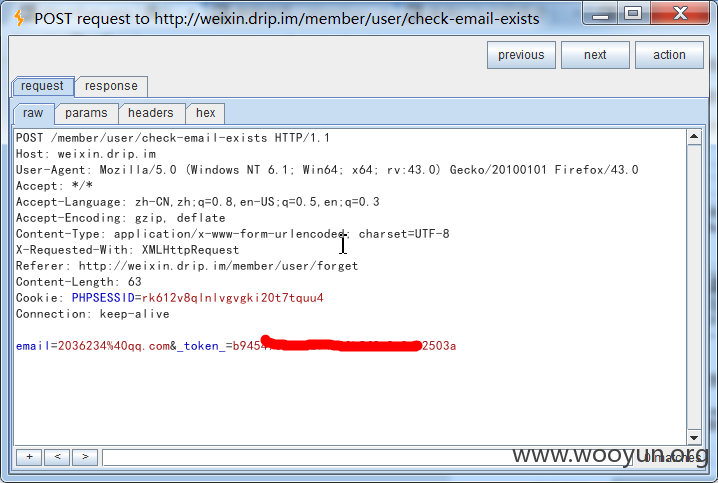 POST request to http://weixin.drip.im/member/user/check-email-exists
previous next action
request response
raw params headers hex
POST /member/user/check-email-exists HTTP/1.1
Host: weixin.drip.im
User-Agent: Mozilla/5.0 (Windows NT 6.1; Win64; x64; rv:43.0) Gecko/20100101 Firefox/43.0
Accept: */*
Accept-Language: zh-CN,zh;q=0.8,en-US;q=0.5,en;q=0.3
Accept-Encoding: gzip, deflate
Content-Type: application/x-www-form-urlencoded; charset=UTF-8
X-Requested-With: XMLHttpRequest
Referer: http://weixin.drip.im/member/user/forget
Content-Length: 63
Cookie: PHPSESSID=rk612v8qlnlvgvgki20t7tquu4
Connection: keep-alive
email=2036234%40qq.com&_token_=b945 2503a
+ < > 0 matches
www.wooyun.org